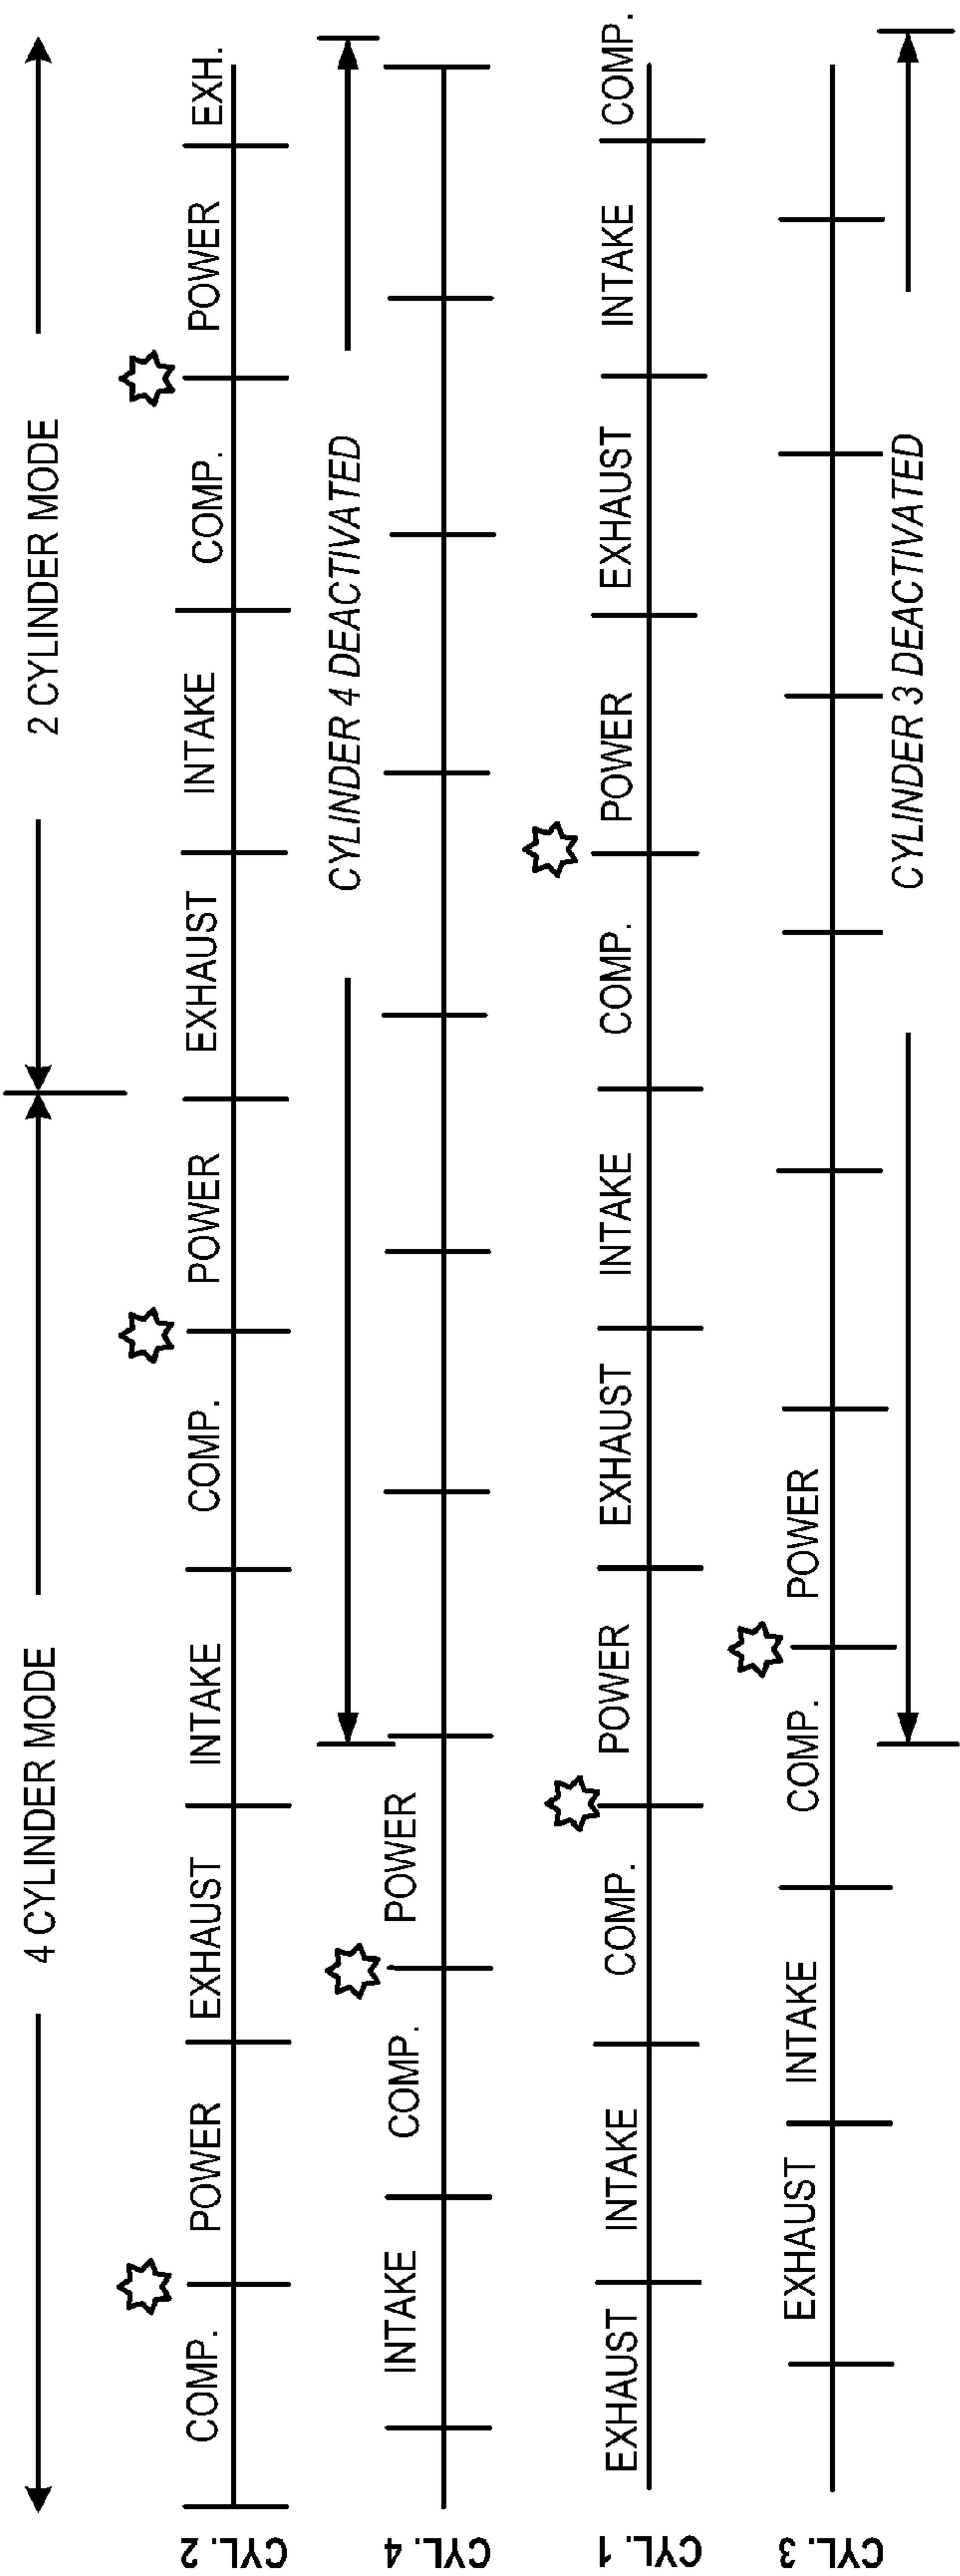 4 CYLINDER MODE 2 CYLINDER MODE
CYL. 2 COMP. POWER EXHAUST INTAKE COMP. POWER EXHAUST INTAKE COMP. POWER EXH.
CYLINDER 4 DEACTIVATED
CYL. 4 INTAKE COMP. POWER
CYL. 1 EXHAUST INTAKE COMP. POWER EXHAUST INTAKE COMP. POWER EXHAUST INTAKE COMP.
CYL. 3 EXHAUST INTAKE COMP. POWER
CYLINDER 3 DEACTIVATED